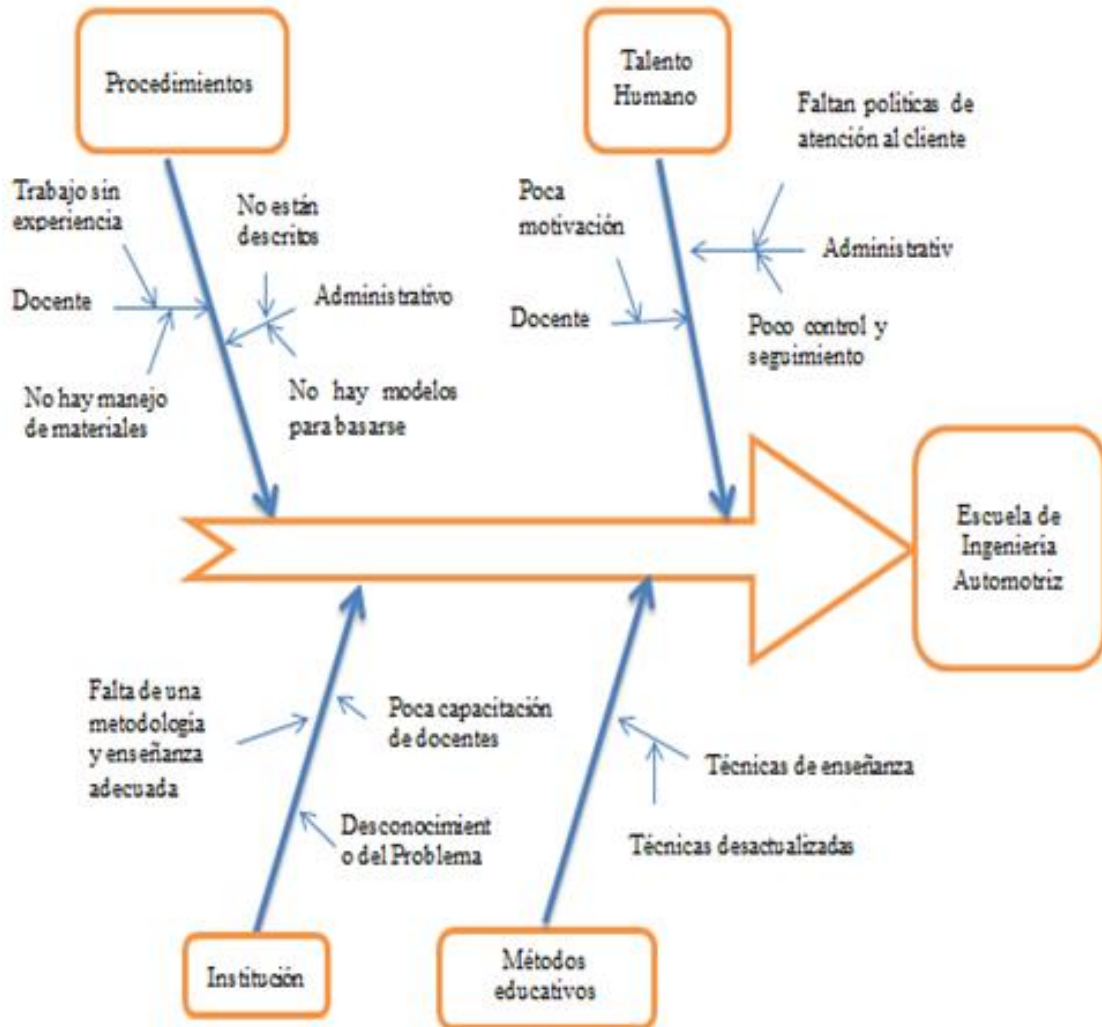 Procedimientos
Talento
Humano
Faltan politicas de
atención al cliente
Trabajo sin
experiencia
No están
descritos
Poca
motivación
Administrativ
Docente
Administrativo
Docente
Poco control y
seguimiento
No hay manejo
de materiales
No hay modelos
para basarse
Escuela de
Ingeniería
Automotriz
Falta de una
metodología
y enseñanza
adecuada
Poca capacitación
de docentes
Técnicas de enseñanza
Desconocimient
o del Problema
Técnicas desactualizadas
Institución
Métodos
educativos